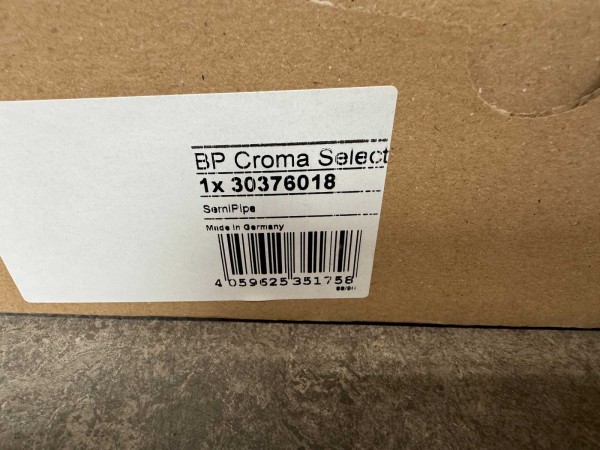 BP Croma Select
1x 30376018
SemiPipe
Made in Germany
4 059625 351758